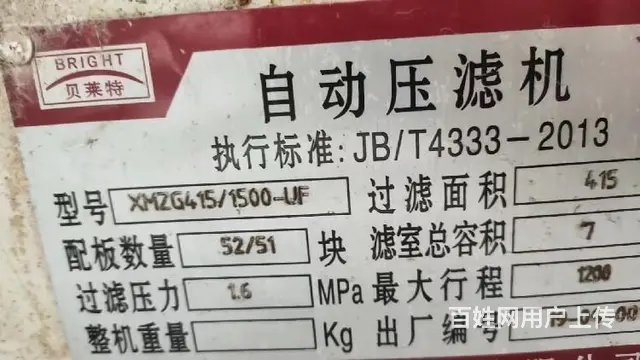 BRIGHT
贝莱特
自动压滤机
执行标准:JB/T4333-2013
型号 XMZG415/1500-UF 过滤面积 415
配板数量 52/51 块 滤室总容积 7
过滤压力 1.6 MPa 最大行程 1200
整机重量 Kg 出厂编号
百姓网用户上传